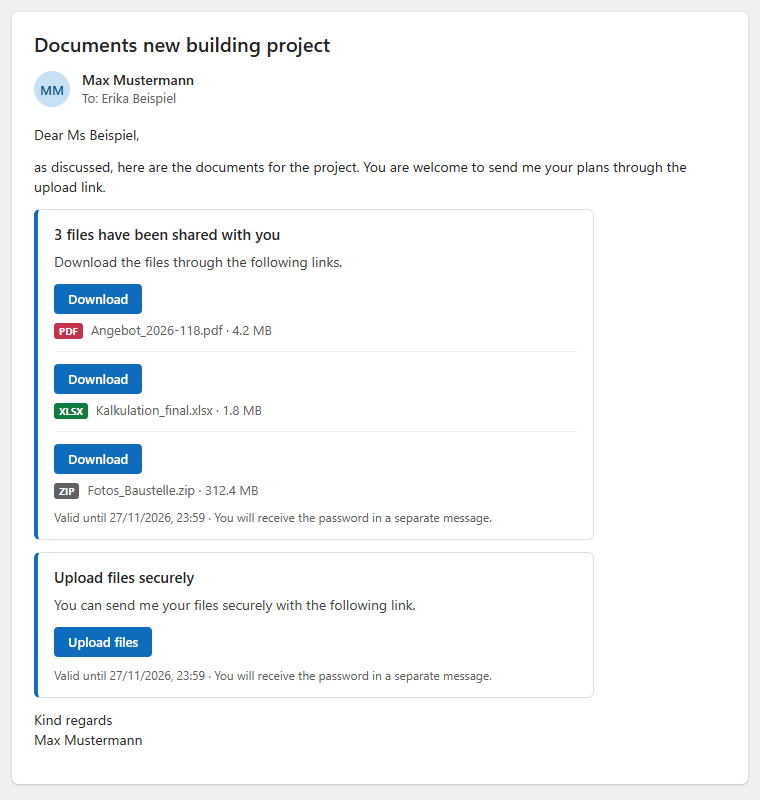 Documents new building project
MM
Max Mustermann
To: Erika Beispiel
Dear Ms Beispiel,
as discussed, here are the documents for the project. You are welcome to send me your plans through the
upload link.
3 files have been shared with you
Download the files through the following links.
Download
PDF Angebot_2026-118.pdf · 4.2 MB
Download
XLSX Kalkulation_final.xlsx · 1.8 MB
Download
ZIP Fotos_Baustelle.zip · 312.4 MB
Valid until 27/11/2026, 23:59 · You will receive the password in a separate message.
Upload files securely
You can send me your files securely with the following link.
Upload files
Valid until 27/11/2026, 23:59 · You will receive the password in a separate message.
Kind regards
Max Mustermann